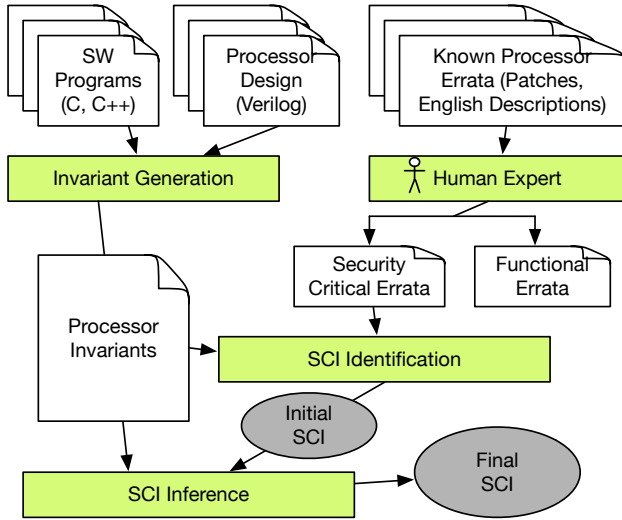 SW
Programs
(C, C++)
Processor
Design
(Verilog)
Known Processor
Errata (Patches,
English Descriptions)
Invariant Generation
Human Expert
Security
Critical Errata
Functional
Errata
Processor
Invariants
SCI Identification
Initial
SCI
SCI Inference
Final
SCI